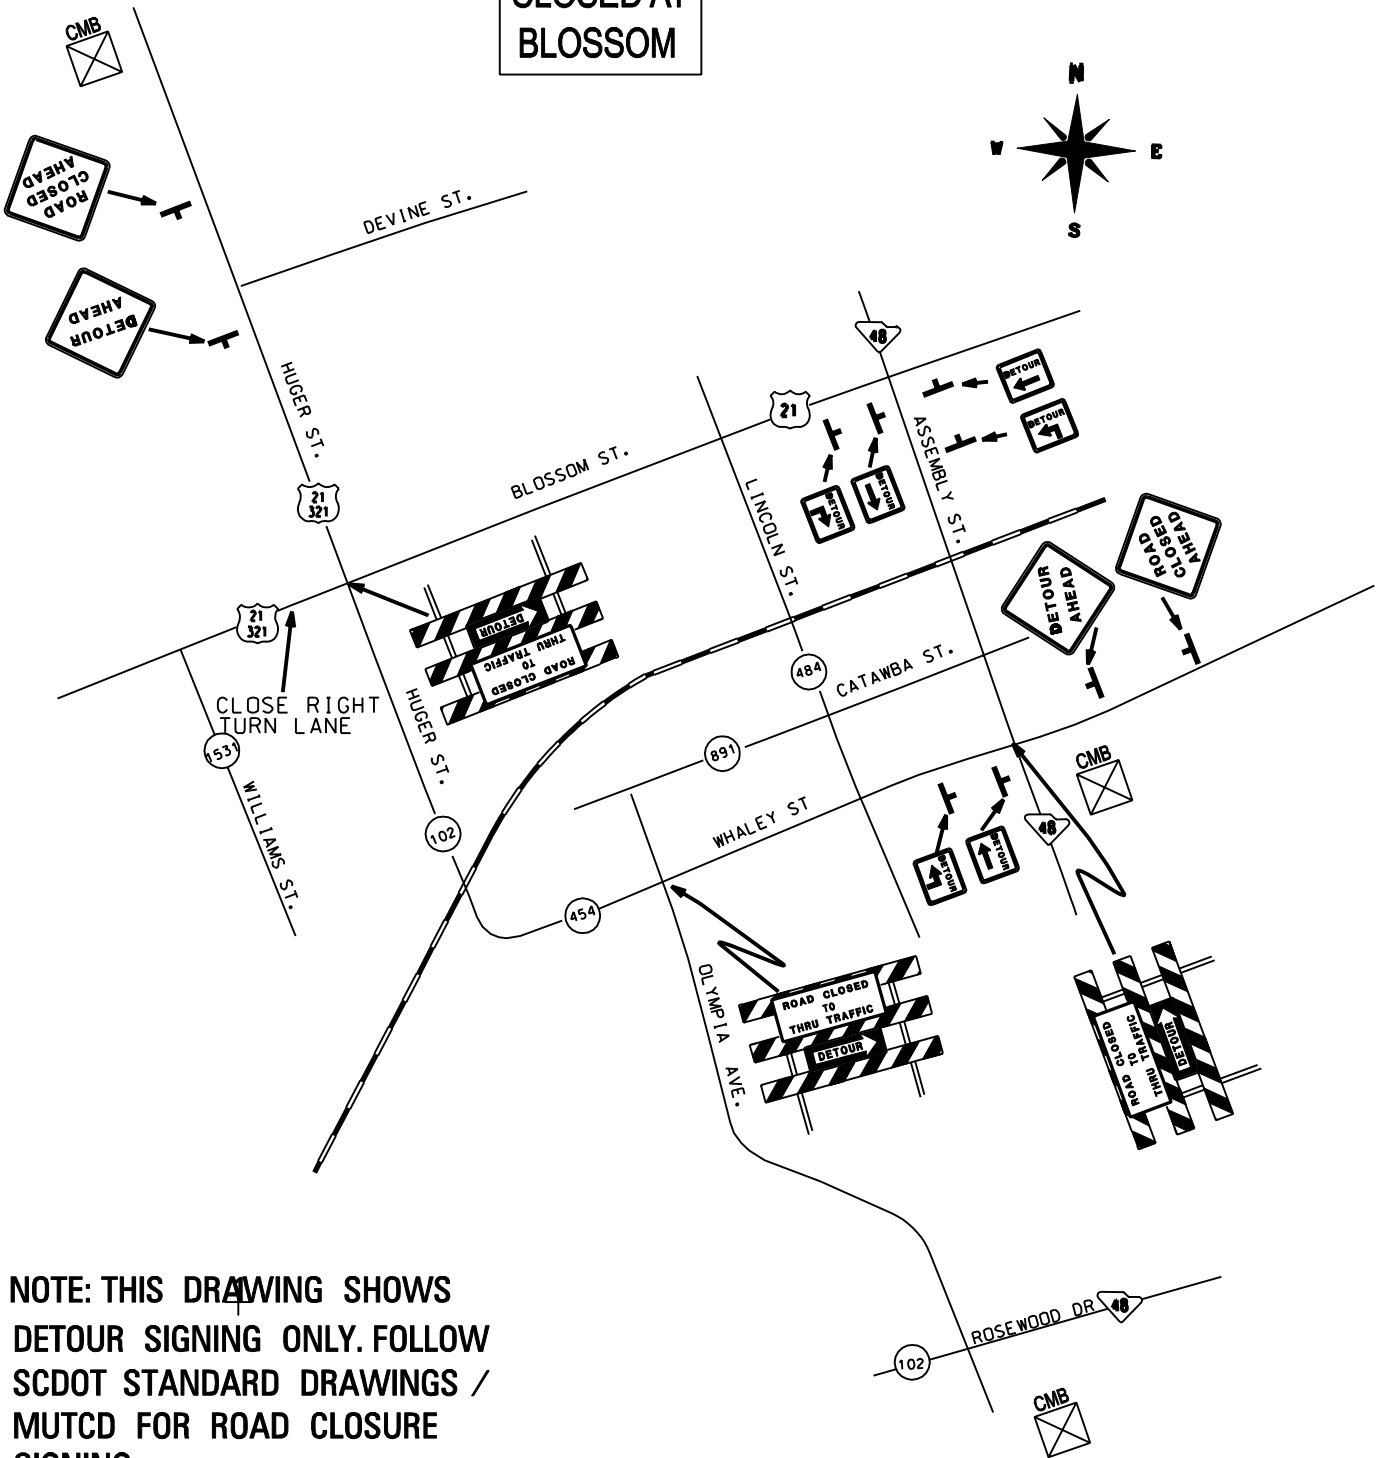 CLOSED AT
BLOSSOM
N
W
E
S
CMB
ROAD
CLOSED
AHEAD
DETOUR
AHEAD
DEVINE ST.
HUGER ST.
21
321
BLOSSOM ST.
21
48
DETOUR
DETOUR
DETOUR
DETOUR
ASSEMBLY ST.
LINCOLN ST.
ROAD
CLOSED
AHEAD
DETOUR
AHEAD
21
321
CLOSE RIGHT
TURN LANE
DETOUR
ROAD CLOSED
TO
THRU TRAFFIC
HUGER ST.
484
CATAWBA ST.
1531
891
WILLIAMS ST.
102
WHALEY ST
CMB
48
DETOUR
DETOUR
454
OLYMPIA AVE.
ROAD CLOSED
TO
THRU TRAFFIC
DETOUR
ROAD CLOSED
TO
THRU TRAFFIC
DETOUR
NOTE: THIS DRAWING SHOWS
DETOUR SIGNING ONLY. FOLLOW
SCDOT STANDARD DRAWINGS /
MUTCD FOR ROAD CLOSURE
SIGNING
ROSEWOOD DR
48
102
CMB